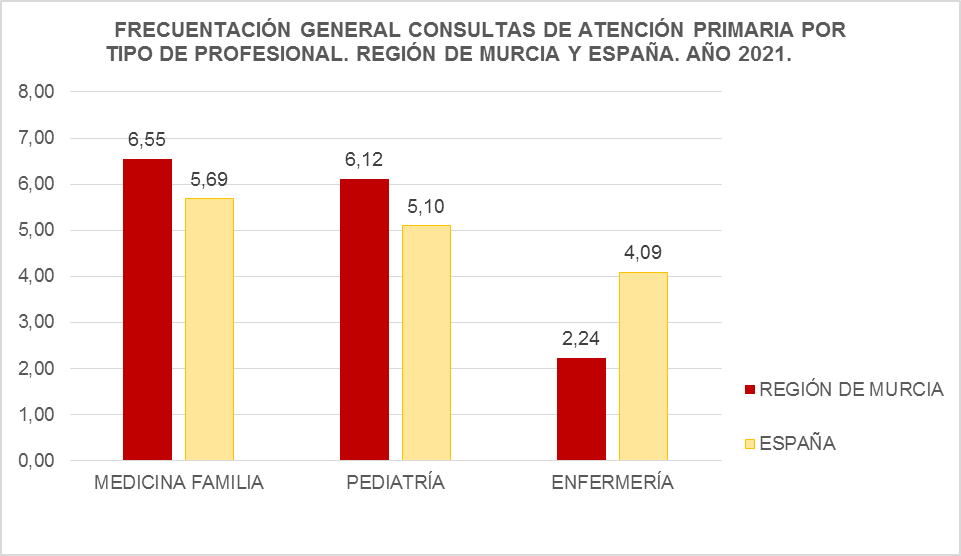 FRECUENTACIÓN GENERAL CONSULTAS DE ATENCIÓN PRIMARIA POR
TIPO DE PROFESIONAL. REGIÓN DE MURCIA Y ESPAÑA. AÑO 2021.
8,00
7,00
6,00
5,00
4,00
3,00
2,00
1,00
0,00
6,55
5,69
6,12
5,10
2,24
4,09
MEDICINA FAMILIA
PEDIATRÍA
ENFERMERÍA
REGIÓN DE MURCIA
ESPAÑA